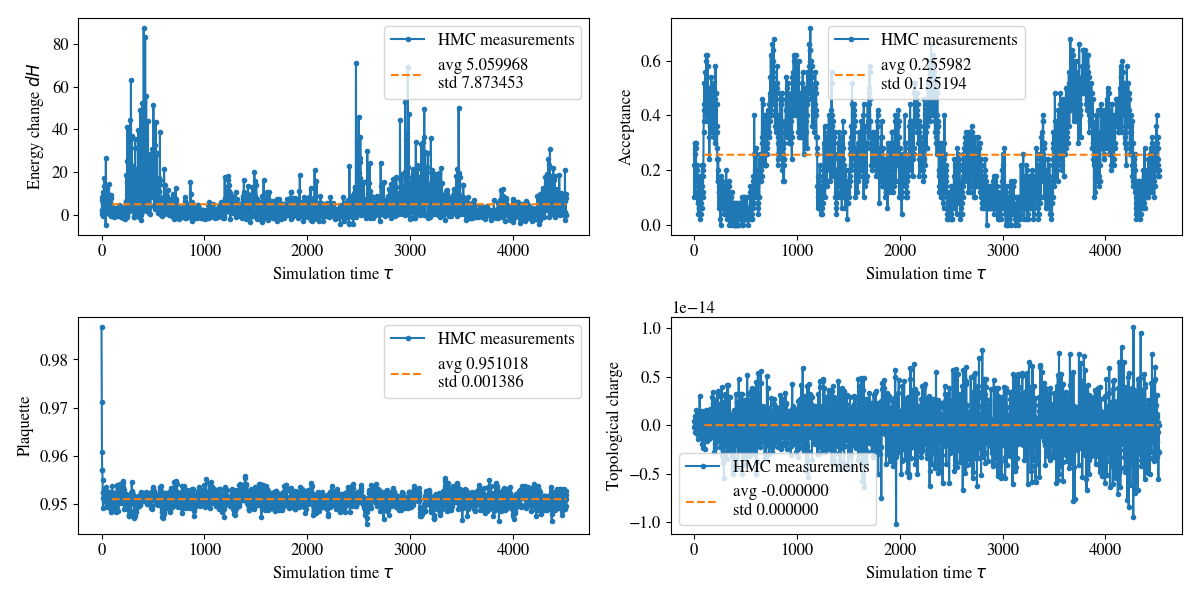 80
60
40
20
0
Energy change dH
HMC measurements
avg 5.059968
std 7.873453
0
1000
2000
3000
4000
Simulation time τ
0.6
0.4
0.2
0.0
Acceptance
HMC measurements
avg 0.255982
std 0.155194
0
1000
2000
3000
4000
Simulation time τ
0.98
0.97
0.96
0.95
Plaquette
HMC measurements
avg 0.951018
std 0.001386
0
1000
2000
3000
4000
Simulation time τ
1e−14
1.0
0.5
0.0
−0.5
−1.0
Topological charge
HMC measurements
avg -0.000000
std 0.000000
0
1000
2000
3000
4000
Simulation time τ